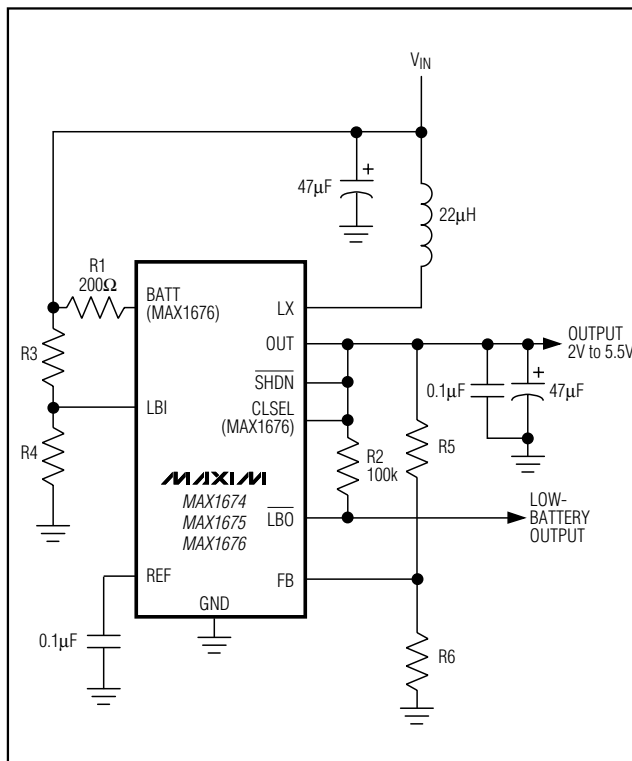 VIN
47µF
+
22µH
R1
200Ω
BATT
(MAX1676)
LX
R3
OUT
OUTPUT
2V to 5.5V
SHDN
0.1µF
+
47µF
LBI
CLSEL
(MAX1676)
R4
R2
100k
R5
MAXIM
MAX1674
MAX1675
MAX1676
LBO
LOW-
BATTERY
OUTPUT
REF
FB
GND
0.1µF
R6